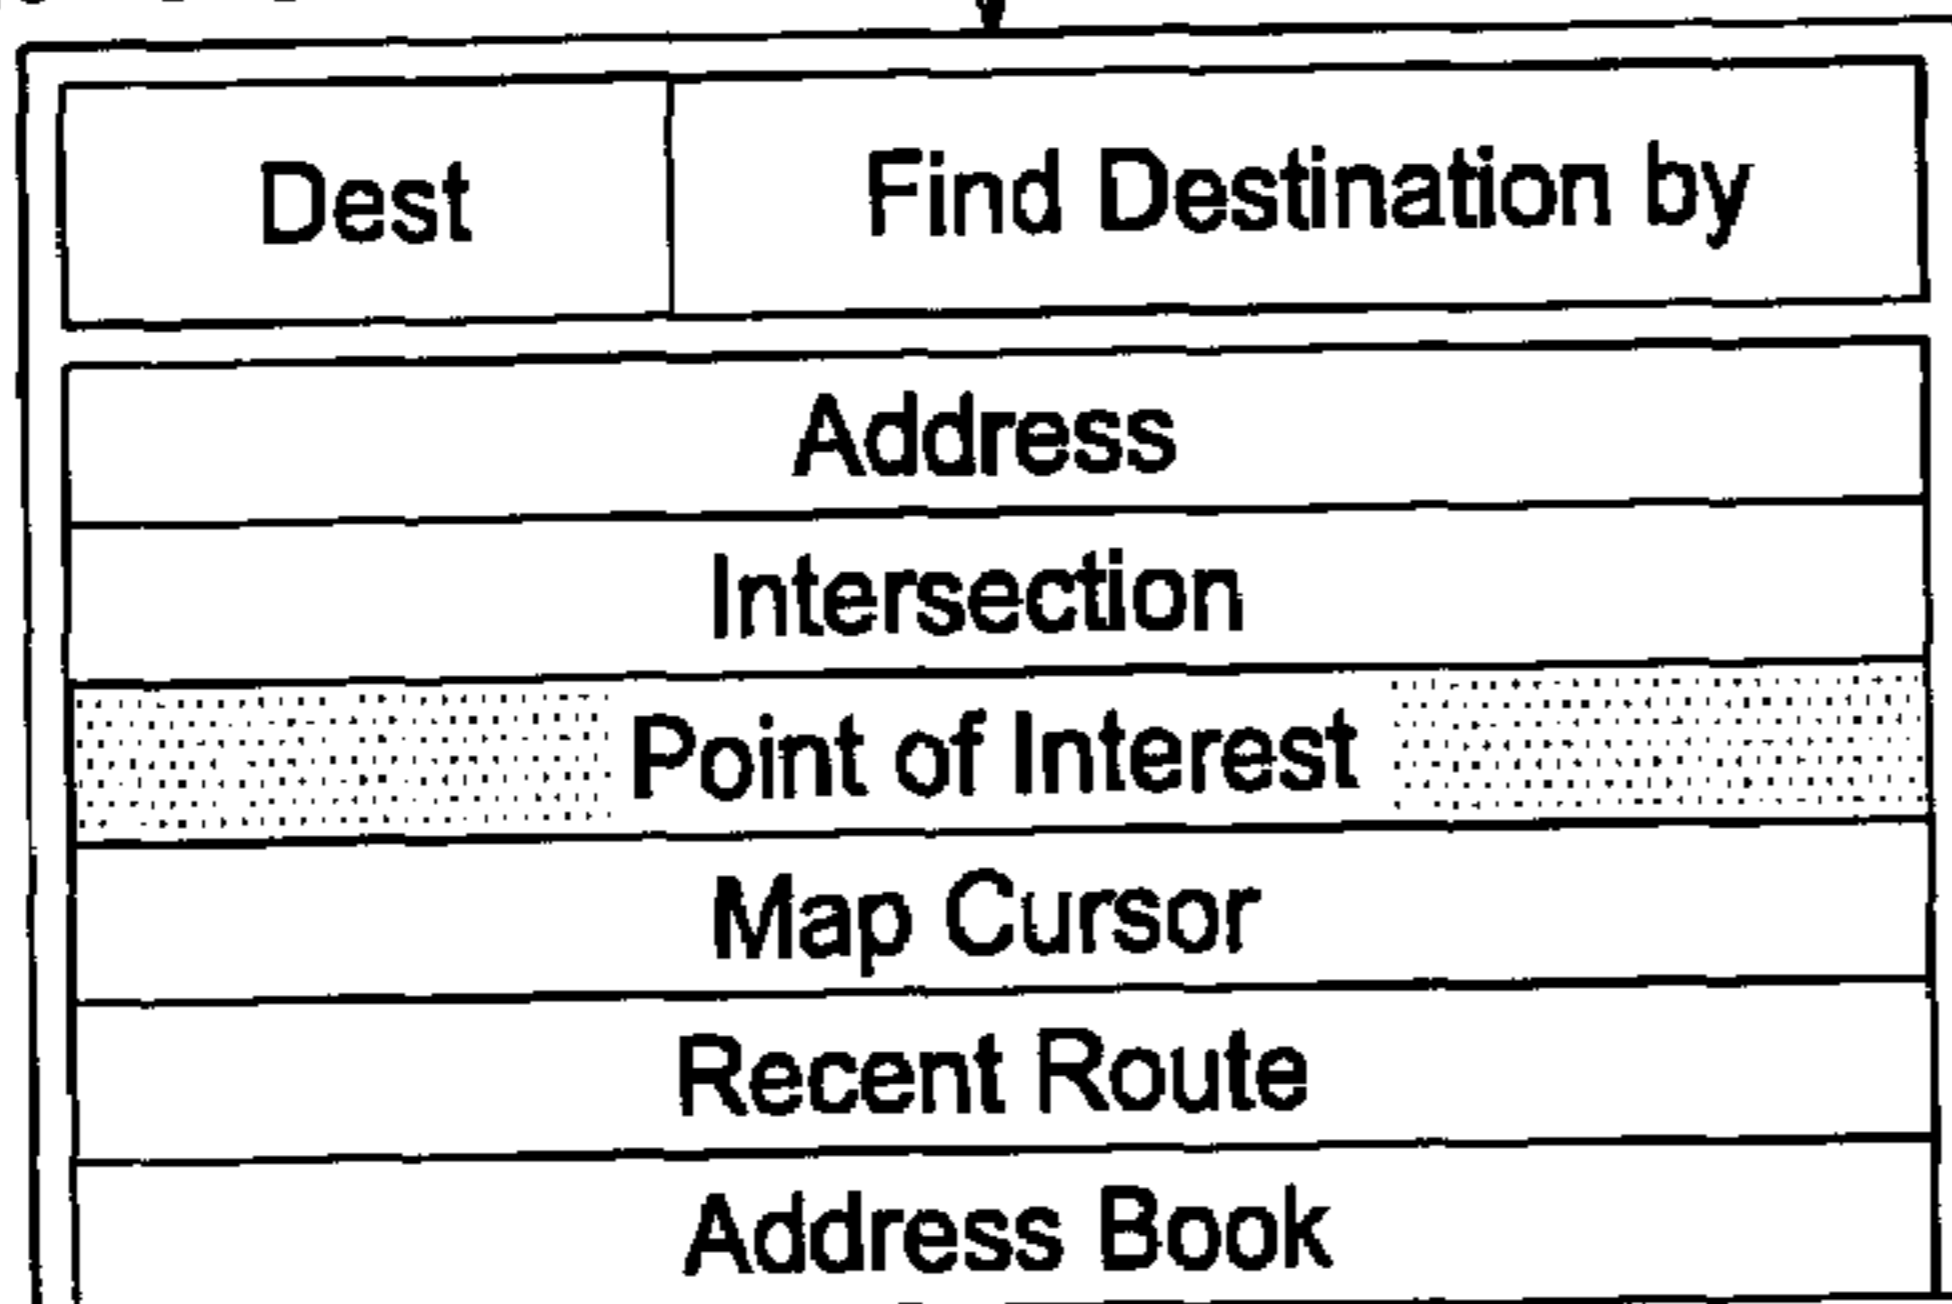 Dest Find Destination by
Address
Intersection
Point of Interest
Map Cursor
Recent Route
Address Book